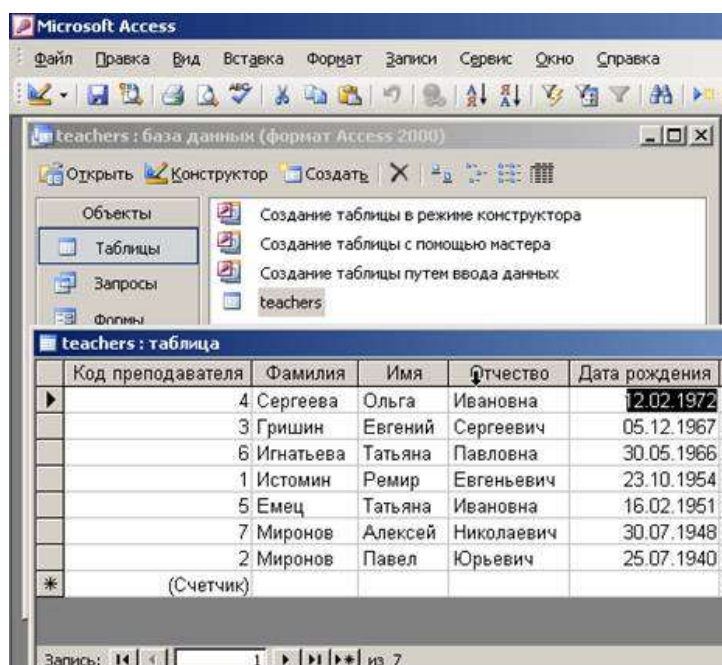 Microsoft Access
Файл Правка Вид Вставка Формат Записи Сервис Окно Справка
teachers : база данных (формат Access 2000)
Открыть Конструктор Создать
Объекты
Таблицы
Запросы
Формы
Создание таблицы в режиме конструктора
Создание таблицы с помощью мастера
Создание таблицы путем ввода данных
teachers
teachers : таблица
Код преподавателя Фамилия Имя Отчество Дата рождения
4 Сергеева Ольга Ивановна 12.02.1972
3 Гришин Евгений Сергеевич 05.12.1967
6 Игнатьева Татьяна Павловна 30.05.1966
1 Истомин Ремир Евгеньевич 23.10.1954
5 Емец Татьяна Ивановна 16.02.1951
7 Миронов Алексей Николаевич 30.07.1948
2 Миронов Павел Юрьевич 25.07.1940
(Счетчик)
Запись: 1 из 7